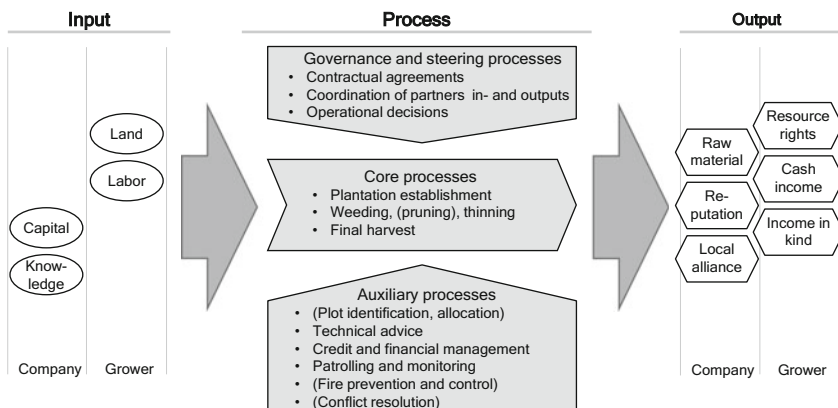 Input
Process
Output
Land
Labor
Capital
Know-
ledge
Company
Grower
Governance and steering processes
• Contractual agreements
• Coordination of partners in- and outputs
• Operational decisions
Core processes
• Plantation establishment
• Weeding, (pruning), thinning
• Final harvest
Auxiliary processes
• (Plot identification, allocation)
• Technical advice
• Credit and financial management
• Patrolling and monitoring
• (Fire prevention and control)
• (Conflict resolution)
Raw
material
Re-
putation
Local
alliance
Resource
rights
Cash
income
Income in
kind
Company
Grower